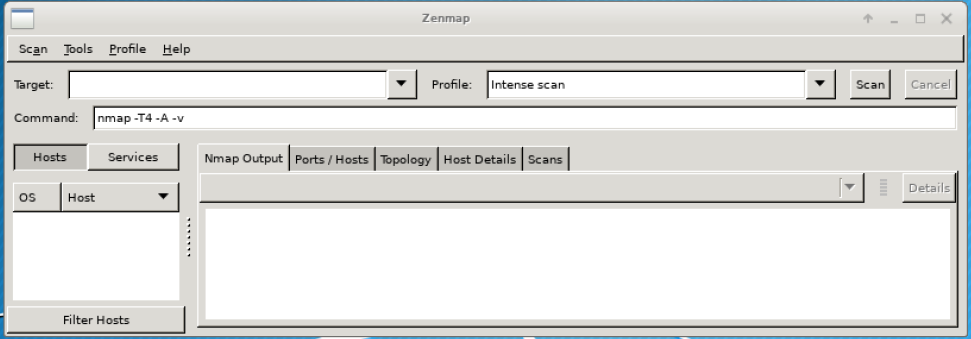 Zenmap
Scan Tools Profile Help
Target: Profile: Intense scan Scan Cancel
Command: nmap -T4 -A -v
Hosts Services Nmap Output Ports / Hosts Topology Host Details Scans
OS Host Details
Filter Hosts